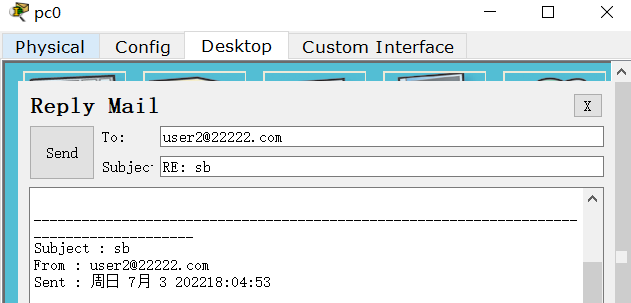 pc0
Physical Config Desktop Custom Interface
Reply Mail X
Send
To: user2@22222.com
Subjec RE: sb
Subject : sb
From : user2@22222.com
Sent : 周日 7月 3 202218:04:53